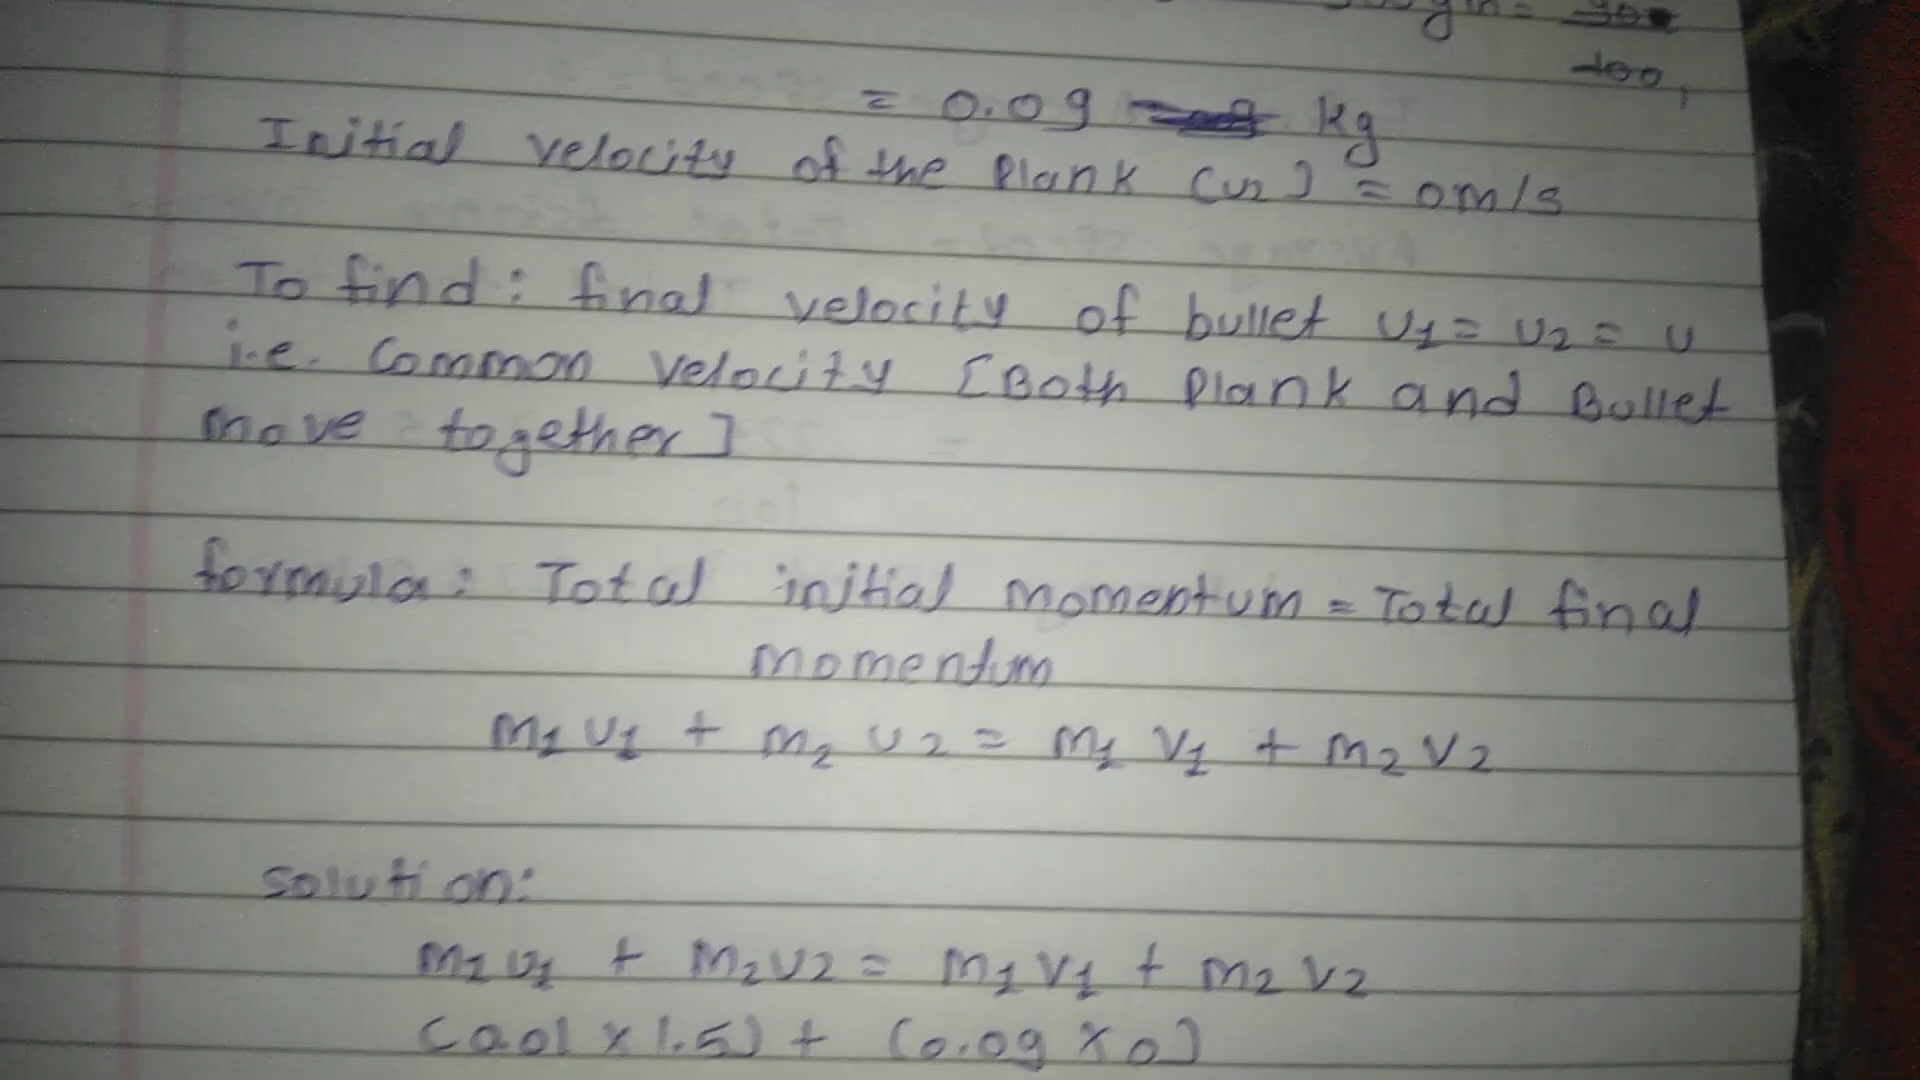 = 0.09 kg
Initial velocity of the Plank (u2) = 0m/s
To find: final velocity of bullet v1 = v2 = v
i.e. Common velocity [Both Plank and Bullet
move together]
formula: Total initial momentum = Total final
momentum
m1 u1 + m2 u2 = m1 v1 + m2 v2
solution:
m1 u1 + m2 u2 = m1 v1 + m2 v2
(0.01 x 1.5) + (0.09 x 0)